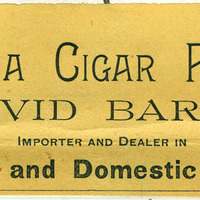 A CIGAR
VID BAR
IMPORTER AND DEALER IN
and Domestic